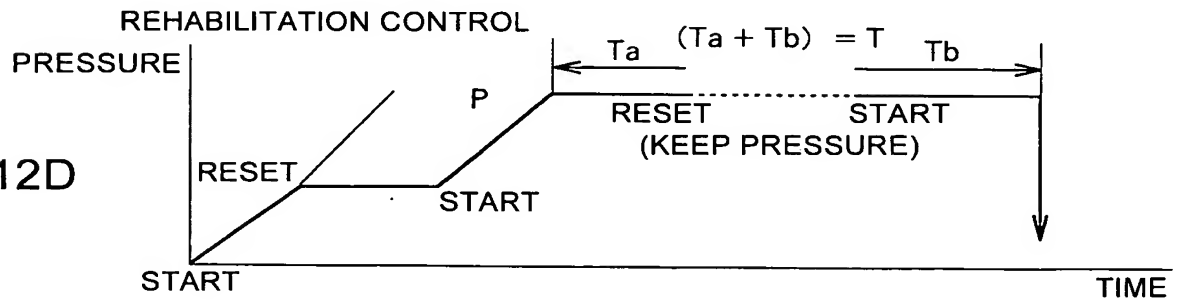 REHABILITATION CONTROL
PRESSURE
Ta (Ta + Tb) = T Tb
P
RESET START
(KEEP PRESSURE)
12D
RESET
START
START
TIME